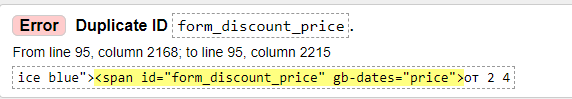 Error Duplicate ID form_discount_price.
From line 95, column 2168; to line 95, column 2215
ice blue"><span id="form_discount_price" gb-dates="price">от 2 4